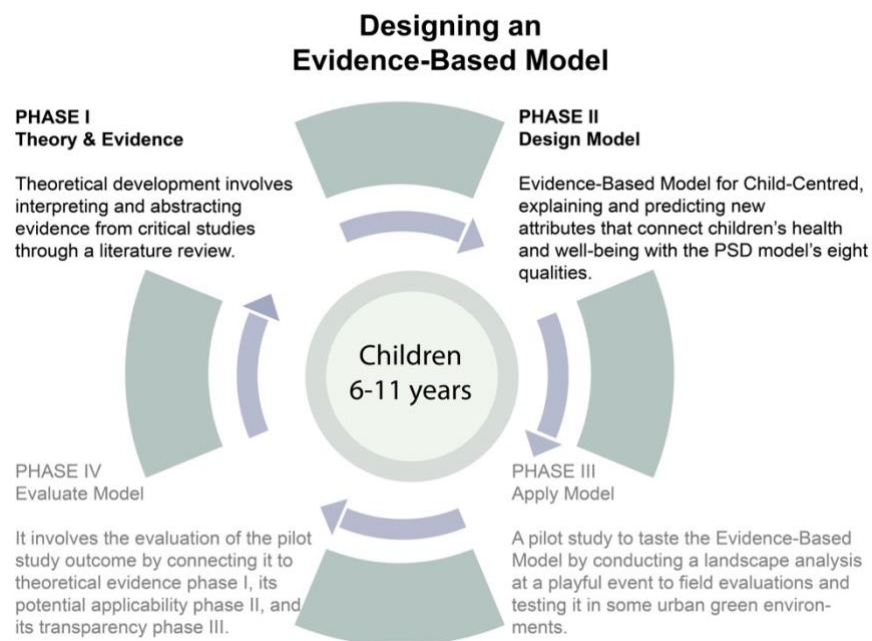 Designing an
Evidence-Based Model
PHASE I
Theory & Evidence
Theoretical development involves
interpreting and abstracting
evidence from critical studies
through a literature review.
PHASE II
Design Model
Evidence-Based Model for Child-Centred,
explaining and predicting new
attributes that connect children's health
and well-being with the PSD model's eight
qualities.
Children
6-11 years
PHASE IV
Evaluate Model
It involves the evaluation of the pilot
study outcome by connecting it to
theoretical evidence phase I, its
potential applicability phase II, and
its transparency phase III.
PHASE III
Apply Model
A pilot study to taste the Evidence-Based
Model by conducting a landscape analysis
at a playful event to field evaluations and
testing it in some urban green environ-
ments.